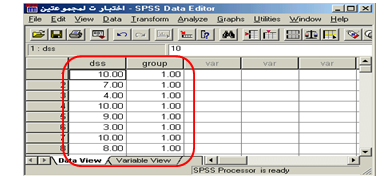 اختبار ت لمجموعتين - SPSS Data Editor
File Edit View Data Transform Analyze Graphs Utilities Window Help
1 : dss 10
dss group var var var
1 10.00 1.00
2 7.00 1.00
3 4.00 1.00
4 10.00 1.00
5 9.00 1.00
6 3.00 1.00
7 10.00 1.00
8 8.00 1.00
Data View Variable View
SPSS Processor is ready